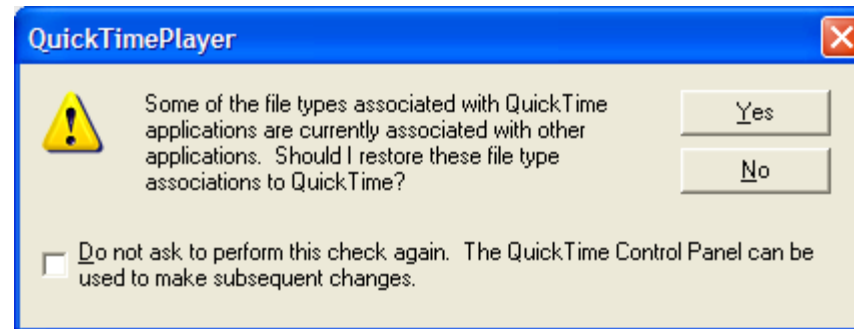 QuickTimePlayer
Some of the file types associated with QuickTime
applications are currently associated with other
applications. Should I restore these file type
associations to QuickTime?
Yes
No
Do not ask to perform this check again. The QuickTime Control Panel can be
used to make subsequent changes.